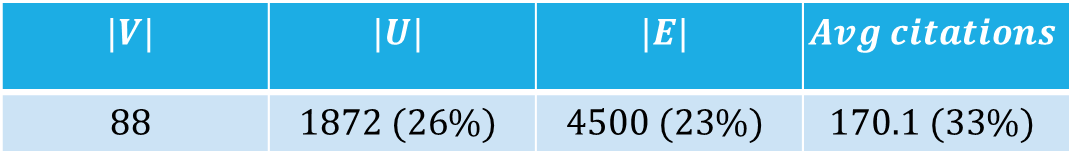 |V| |U| |E| Avg citations
88 1872 (26%) 4500 (23%) 170.1 (33%)